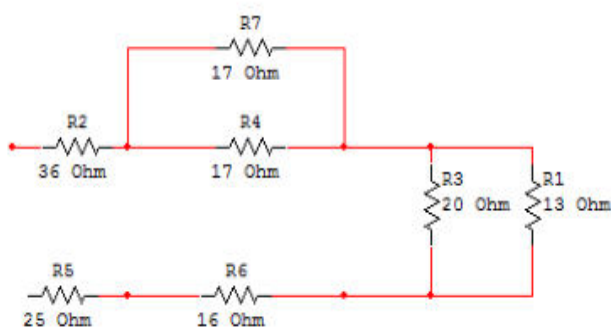 R7
17 Ohm
R2
36 Ohm
R4
17 Ohm
R3
20 Ohm
R1
13 Ohm
R5
25 Ohm
R6
16 Ohm